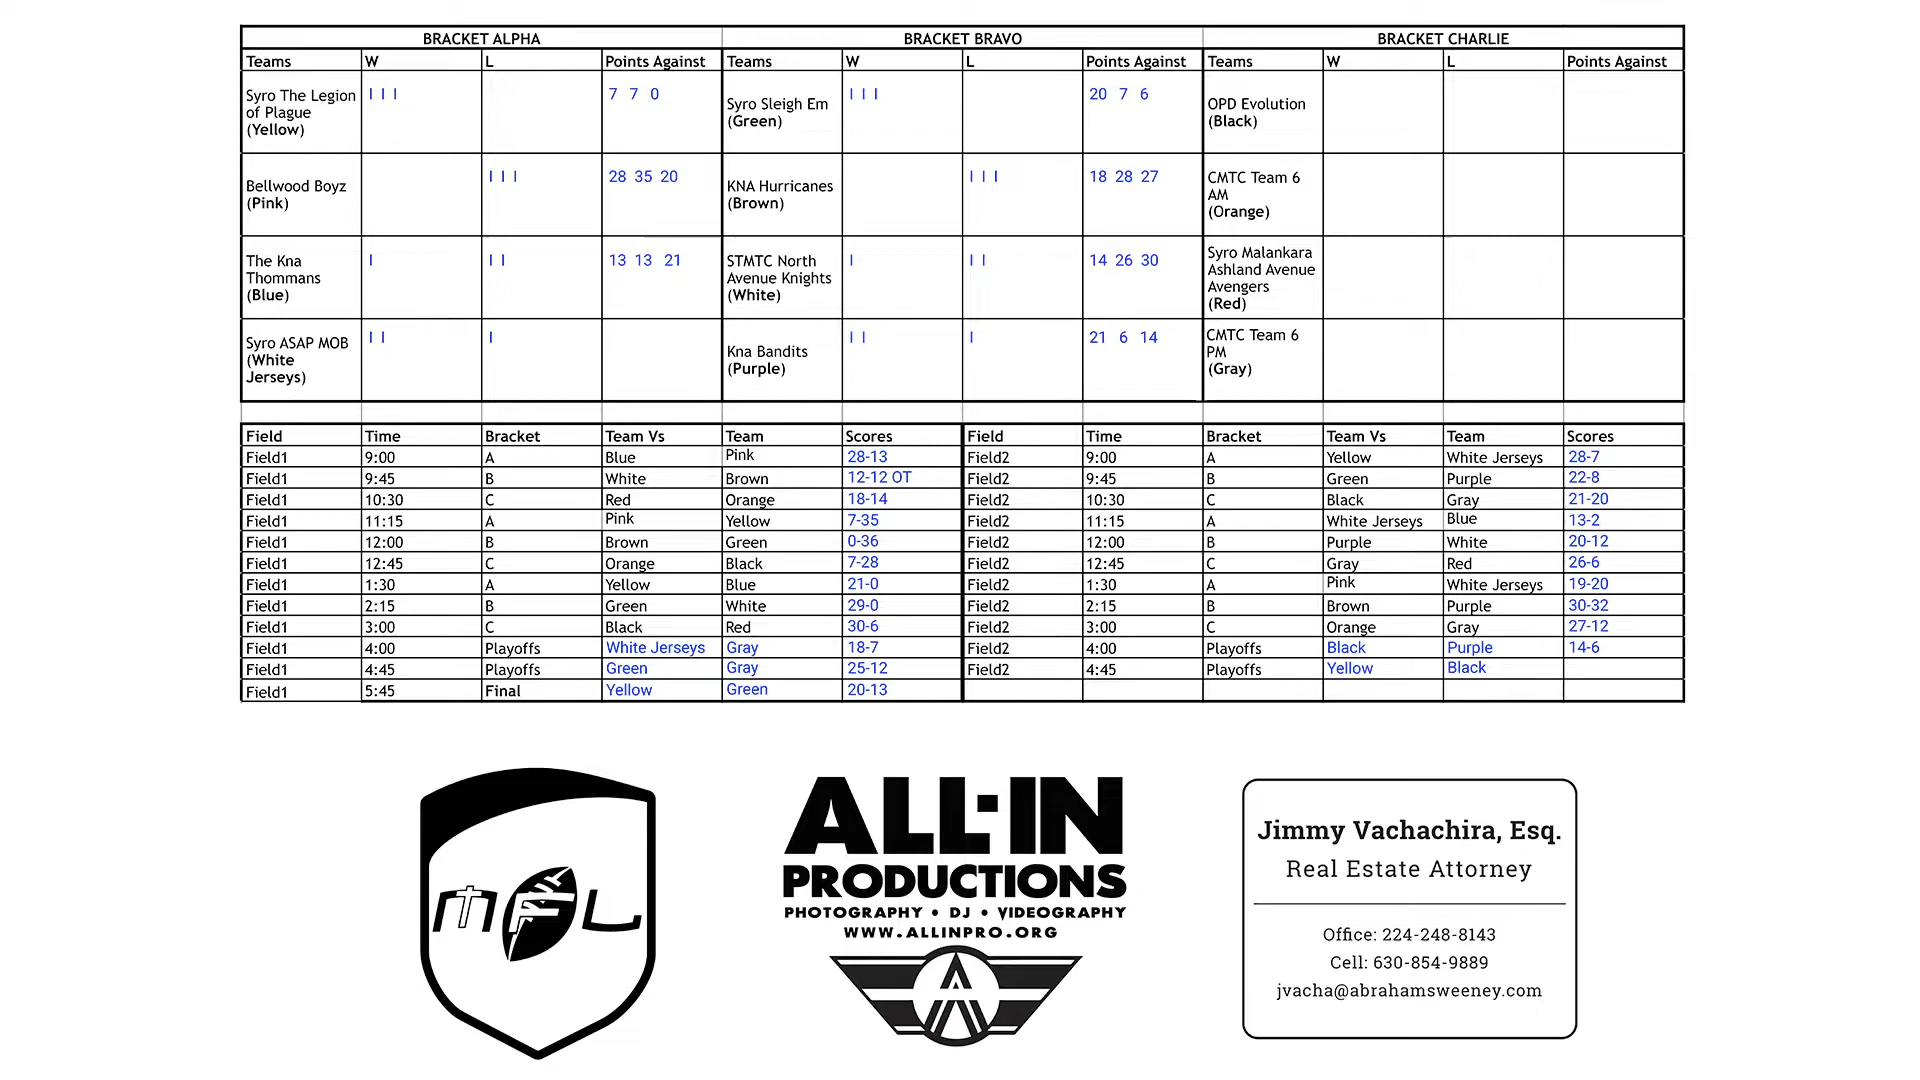 BRACKET ALPHA BRACKET BRAVO BRACKET CHARLIE
Teams W L Points Against Teams W L Points Against Teams W L Points Against
Syro The Legion of Plague (Yellow) I I I 7 7 0 Syro Sleigh Em (Green) I I I 20 7 6 OPD Evolution (Black)
Bellwood Boyz (Pink) I I I 28 35 20 KNA Hurricanes (Brown) I I I 18 28 27 CMTC Team 6 AM (Orange)
The Kna Thommans (Blue) I I I 13 13 21 STMTC North Avenue Knights (White) I I I 14 26 30 Syro Malankara Ashland Avenue Avengers (Red)
Syro ASAP MOB (White Jerseys) I I I Kna Bandits (Purple) I I I 21 6 14 CMTC Team 6 PM (Gray)
Field Time Bracket Team Vs Team Scores Field Time Bracket Team Vs Team Scores
Field1 9:00 A Blue Pink 28-13 Field2 9:00 A Yellow White Jerseys 28-7
Field1 9:45 B White Brown 12-12 OT Field2 9:45 B Green Purple 22-8
Field1 10:30 C Red Orange 18-14 Field2 10:30 C Black Gray 21-20
Field1 11:15 A Pink Yellow 7-35 Field2 11:15 A White Jerseys Blue 13-2
Field1 12:00 B Brown Green 0-36 Field2 12:00 B Purple White 20-12
Field1 12:45 C Orange Black 7-28 Field2 12:45 C Gray Red 26-6
Field1 1:30 A Yellow Blue 21-0 Field2 1:30 A Pink White Jerseys 19-20
Field1 2:15 B Green White 29-0 Field2 2:15 B Brown Purple 30-32
Field1 3:00 C Black Red 30-6 Field2 3:00 C Orange Gray 27-12
Field1 4:00 Playoffs White Jerseys Gray 18-7 Field2 4:00 Playoffs Black Purple 14-6
Field1 4:45 Playoffs Green Gray 25-12 Field2 4:45 Playoffs Yellow Black
Field1 5:45 Final Yellow Green 20-13
MFL
ALL-IN
PRODUCTIONS
PHOTOGRAPHY • DJ • VIDEOGRAPHY
WWW.ALLINPRO.ORG
Jimmy Vachachira, Esq.
Real Estate Attorney
Office: 224-248-8143
Cell: 630-854-9889
jvacha@abrahamsweeney.com